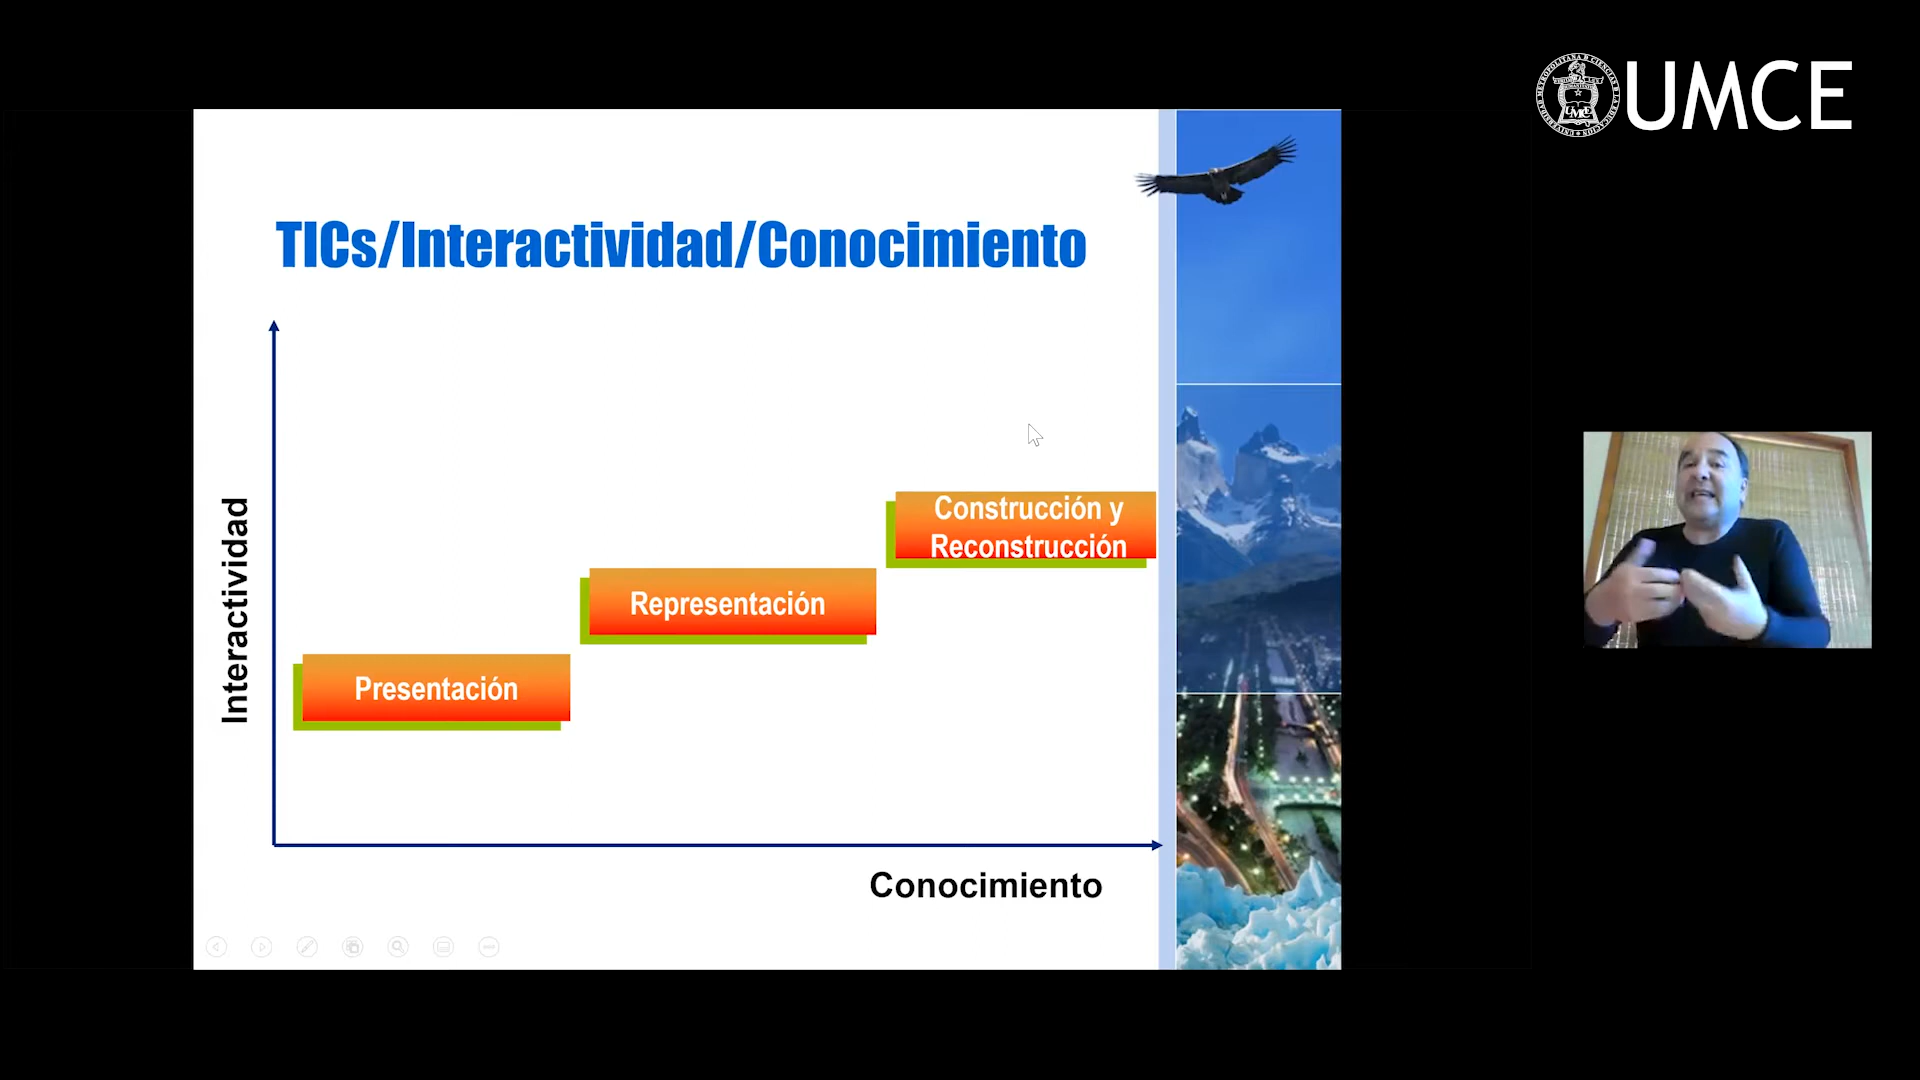 UMCE
TICs/Interactividad/Conocimiento
Interactividad
Construcción y
Reconstrucción
Representación
Presentación
Conocimiento